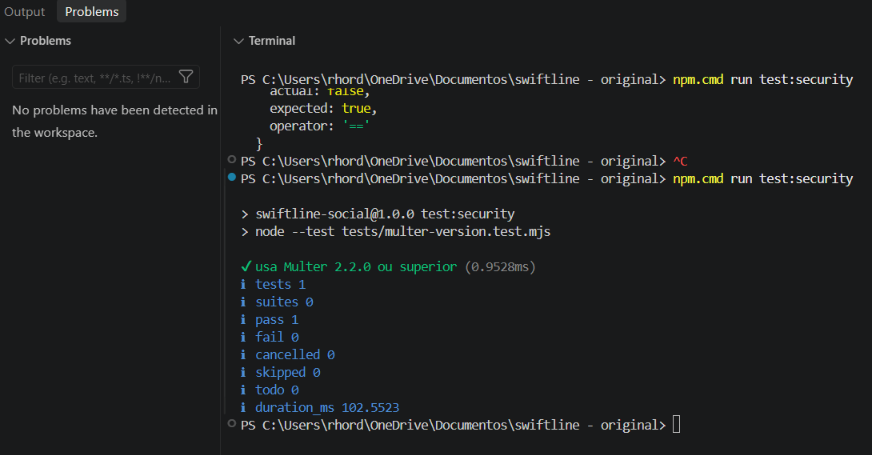 Output Problems
Problems
Filter (e.g. text, **/*.ts, !**/n...
No problems have been detected in
the workspace.
Terminal
PS C:\Users\rhord\OneDrive\Documentos\swiftline - original> npm.cmd run test:security
actual: false,
expected: true,
operator: '=='
}
PS C:\Users\rhord\OneDrive\Documentos\swiftline - original> ^C
PS C:\Users\rhord\OneDrive\Documentos\swiftline - original> npm.cmd run test:security
> swiftline-social@1.0.0 test:security
> node --test tests/multer-version.test.mjs
✓ usa Multer 2.2.0 ou superior (0.9528ms)
ℹ tests 1
ℹ suites 0
ℹ pass 1
ℹ fail 0
ℹ cancelled 0
ℹ skipped 0
ℹ todo 0
ℹ duration_ms 102.5523
PS C:\Users\rhord\OneDrive\Documentos\swiftline - original>